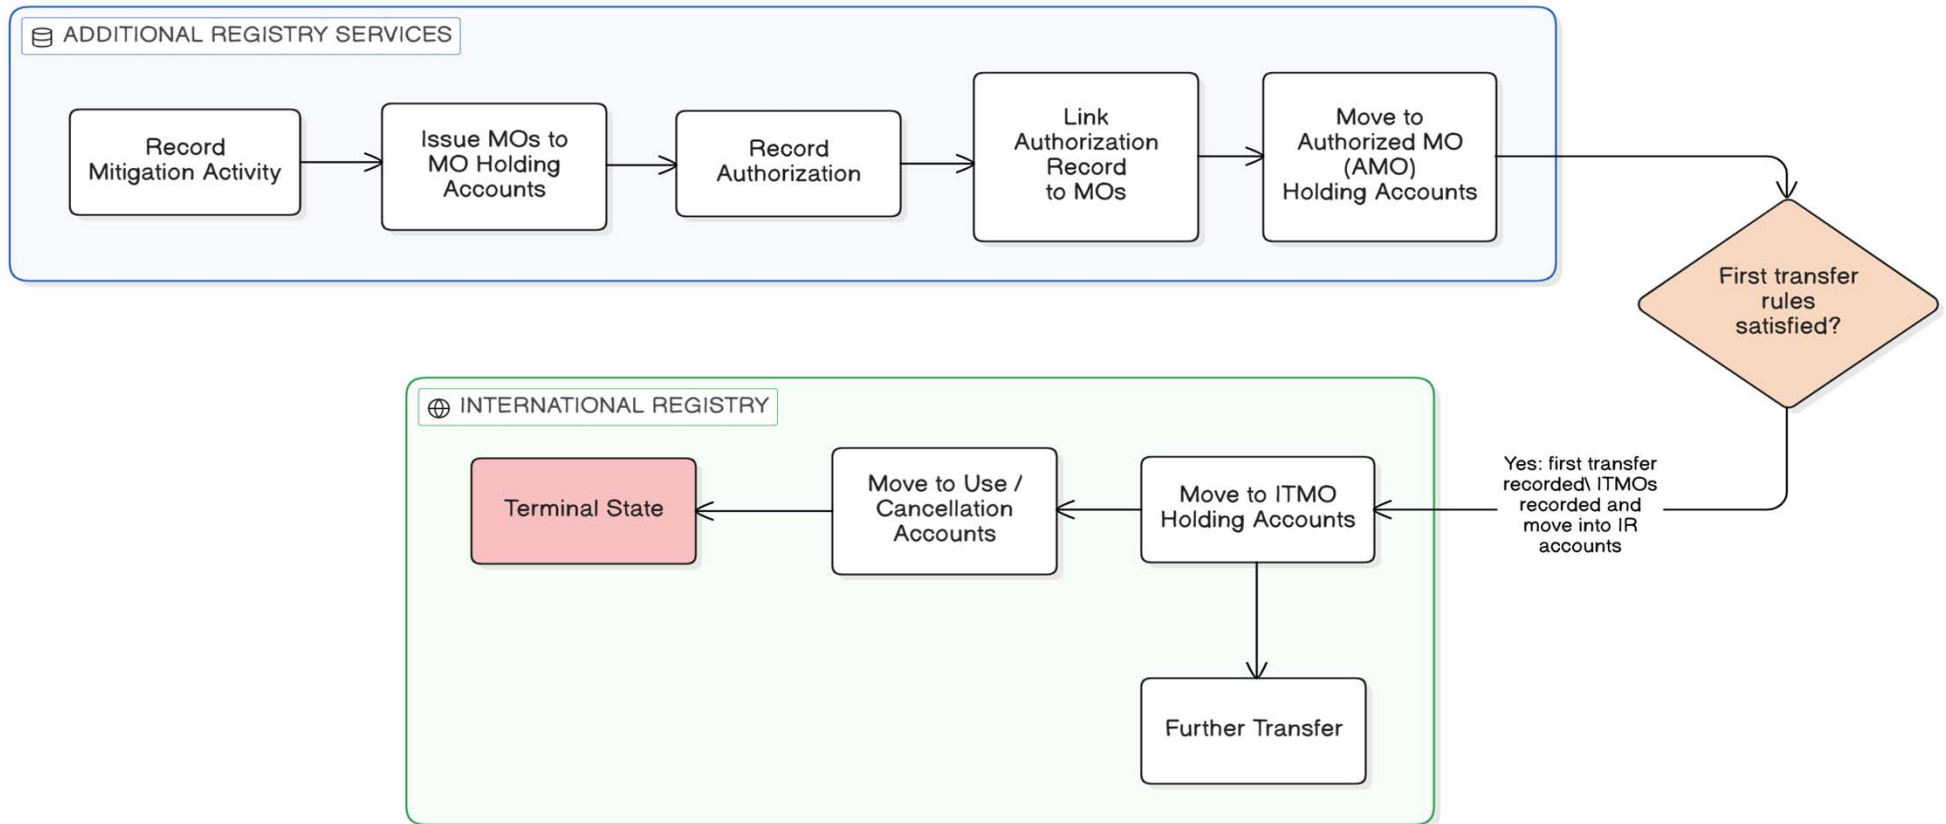 ADDITIONAL REGISTRY SERVICES
Record
Mitigation Activity
Issue MOs to
MO Holding
Accounts
Record
Authorization
Link
Authorization
Record
to MOs
Move to
Authorized MO
(AMO)
Holding Accounts
First transfer
rules
satisfied?
Yes: first transfer
recorded\ ITMOs
recorded and
move into IR
accounts
INTERNATIONAL REGISTRY
Move to ITMO
Holding Accounts
Move to Use /
Cancellation
Accounts
Terminal State
Further Transfer